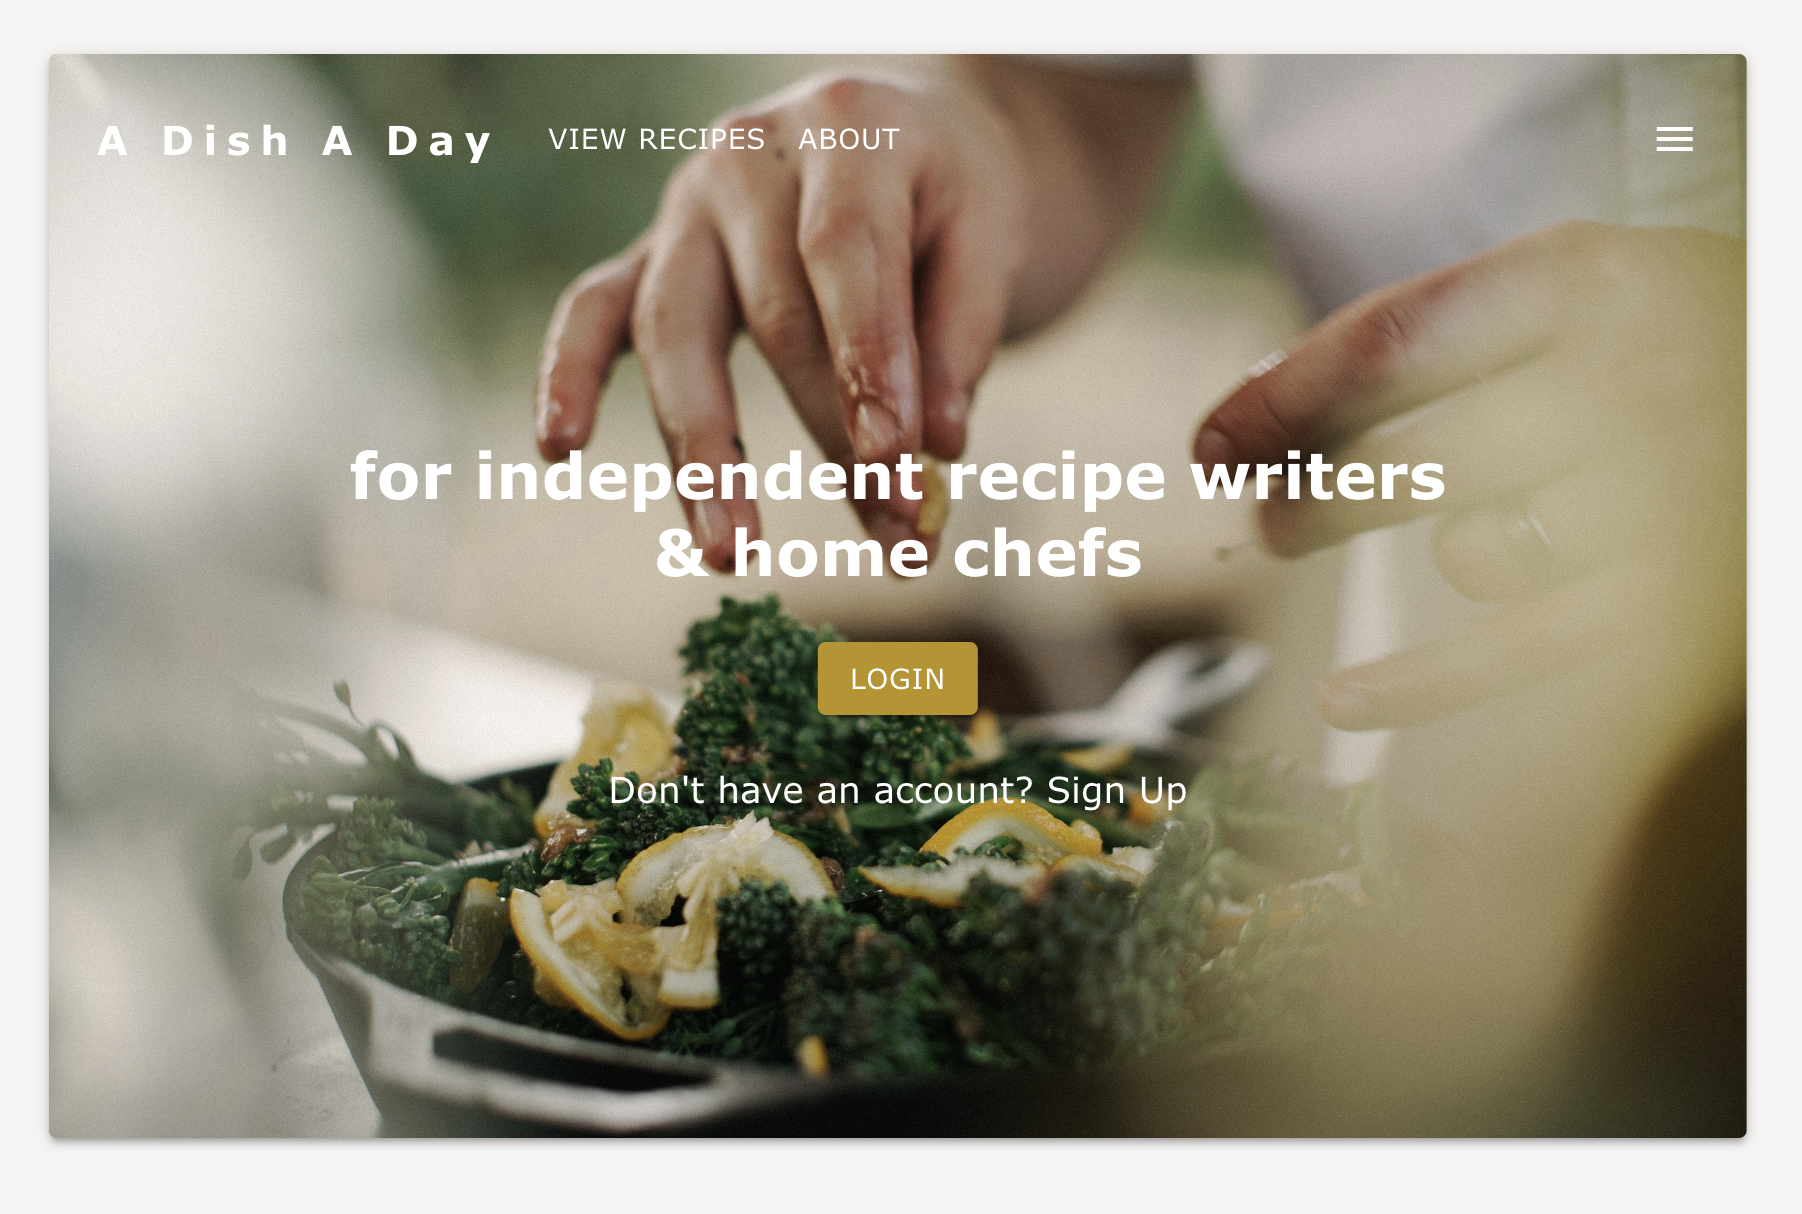 A Dish A Day VIEW RECIPES ABOUT
for independent recipe writers
& home chefs
LOGIN
Don't have an account? Sign Up